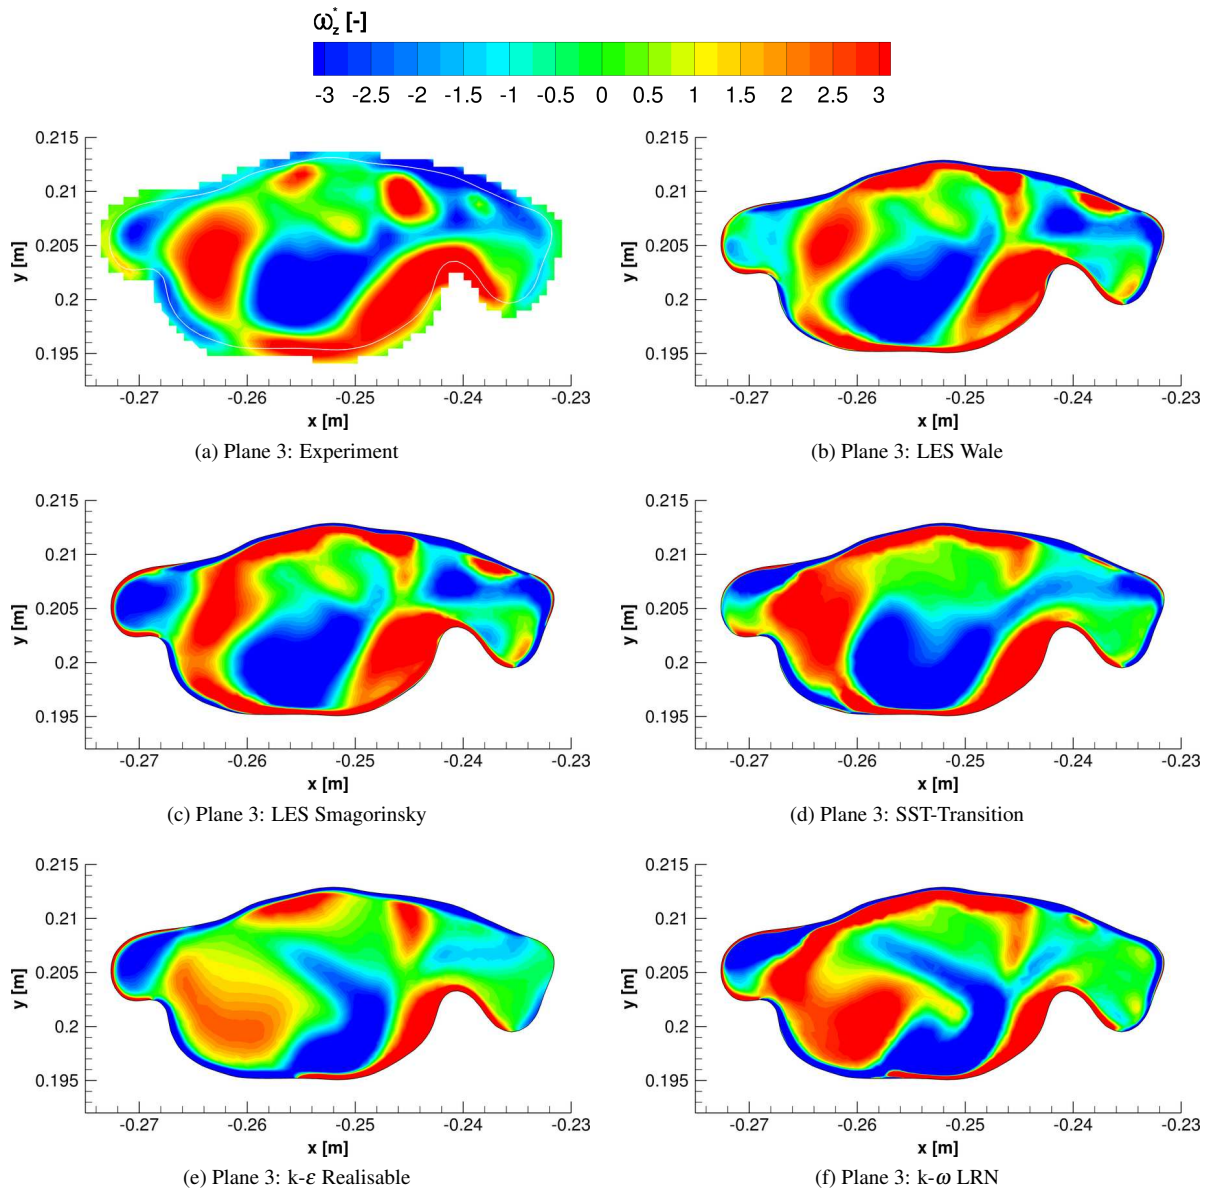 ω*z [-]
-3 -2.5 -2 -1.5 -1 -0.5 0 0.5 1 1.5 2 2.5 3
0.215
0.21
0.205
0.2
0.195
y [m]
-0.27 -0.26 -0.25 -0.24 -0.23
x [m]
(a) Plane 3: Experiment
0.215
0.21
0.205
0.2
0.195
y [m]
-0.27 -0.26 -0.25 -0.24 -0.23
x [m]
(b) Plane 3: LES Wale
0.215
0.21
0.205
0.2
0.195
y [m]
-0.27 -0.26 -0.25 -0.24 -0.23
x [m]
(c) Plane 3: LES Smagorinsky
0.215
0.21
0.205
0.2
0.195
y [m]
-0.27 -0.26 -0.25 -0.24 -0.23
x [m]
(d) Plane 3: SST-Transition
0.215
0.21
0.205
0.2
0.195
y [m]
-0.27 -0.26 -0.25 -0.24 -0.23
x [m]
(e) Plane 3: k-ε Realisable
0.215
0.21
0.205
0.2
0.195
y [m]
-0.27 -0.26 -0.25 -0.24 -0.23
x [m]
(f) Plane 3: k-ω LRN